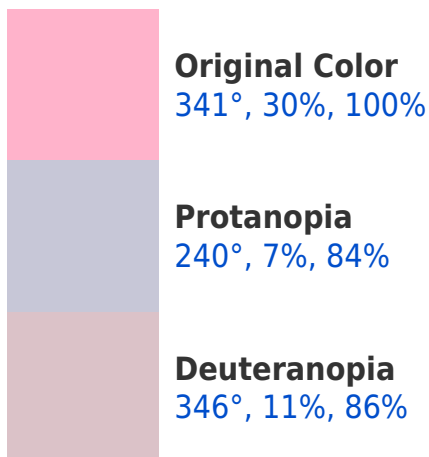 Original Color
341°, 30%, 100%
Protanopia
240°, 7%, 84%
Deuteranopia
346°, 11%, 86%